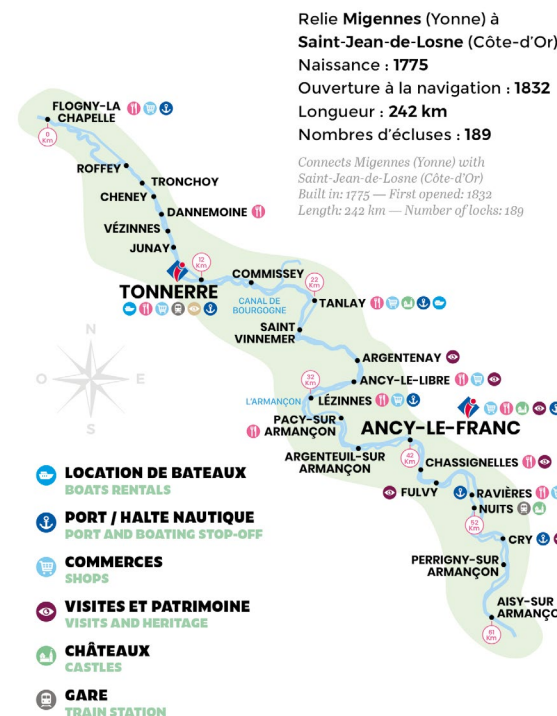 Relie Migennes (Yonne) à
Saint-Jean-de-Losne (Côte-d'Or)
Naissance : 1775
Ouverture à la navigation : 1832
Longueur : 242 km
Nombres d'écluses : 189
Connects Migennes (Yonne) with
Saint-Jean-de-Losne (Côte-d'Or)
Built in: 1775 — First opened: 1832
Length: 242 km — Number of locks: 189
FLOGNY-LA
CHAPELLE
0
Km
ROFFEY
TRONCHOY
CHENEY
DANNEMOINE
VÉZINNES
JUNAY
12
Km
TONNERRE
COMMISSEY
22
Km
CANAL DE
BOURGOGNE
TANLAY
SAINT
VINNEMER
N
O
E
S
ARGENTENAY
ANCY-LE-LIBRE
32
Km
L'ARMANÇON
LÉZINNES
PACY-SUR
ARMANÇON
ANCY-LE-FRANC
ARGENTEUIL-SUR
ARMANÇON
42
Km
CHASSIGNELLES
FULVY
RAVIÈRES
NUITS
52
Km
CRY
PERRIGNY-SUR
ARMANÇON
AISY-SUR
ARMANÇO
61
Km
LOCATION DE BATEAUX
BOATS RENTALS
PORT / HALTE NAUTIQUE
PORT AND BOATING STOP-OFF
COMMERCES
SHOPS
VISITES ET PATRIMOINE
VISITS AND HERITAGE
CHÂTEAUX
CASTLES
GARE
TRAIN STATION